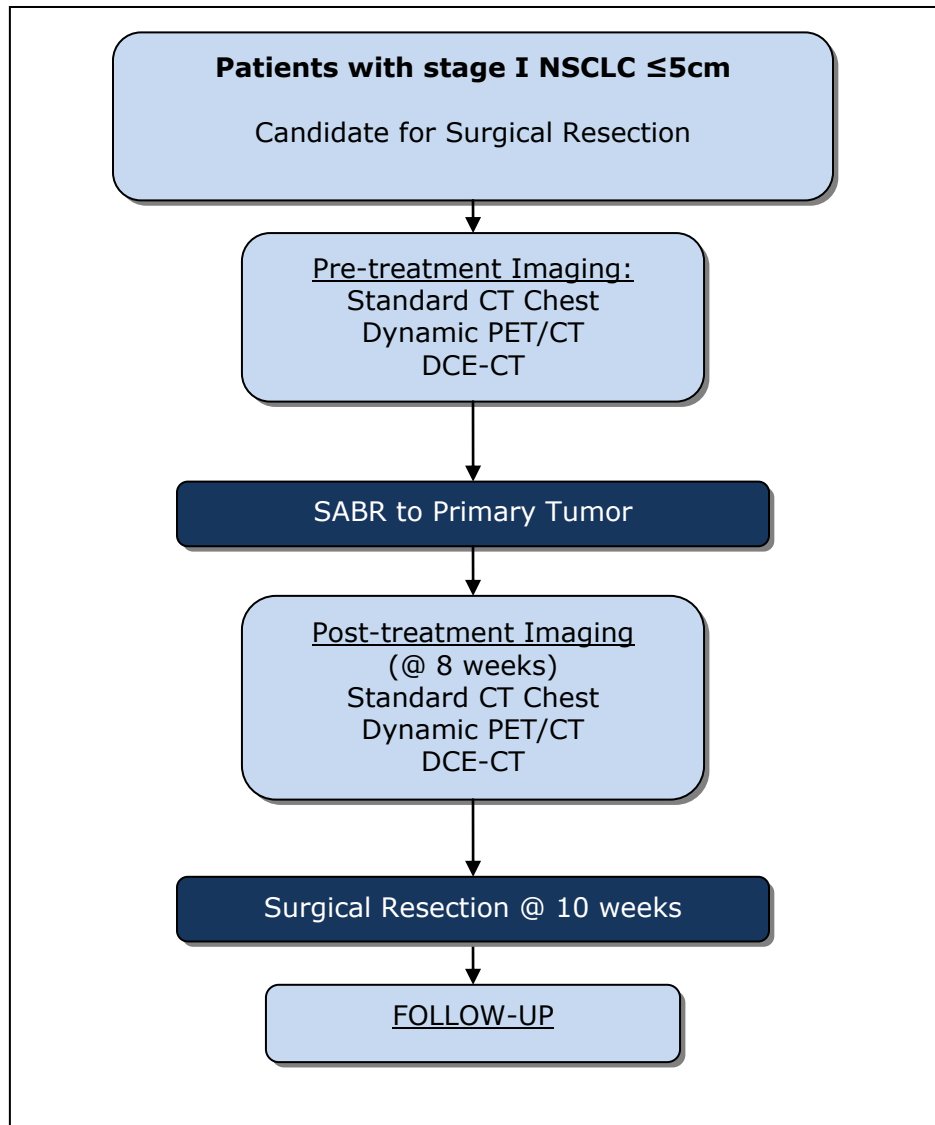 Patients with stage I NSCLC ≤5cm
Candidate for Surgical Resection
Pre-treatment Imaging:
Standard CT Chest
Dynamic PET/CT
DCE-CT
SABR to Primary Tumor
Post-treatment Imaging
(@ 8 weeks)
Standard CT Chest
Dynamic PET/CT
DCE-CT
Surgical Resection @ 10 weeks
FOLLOW-UP